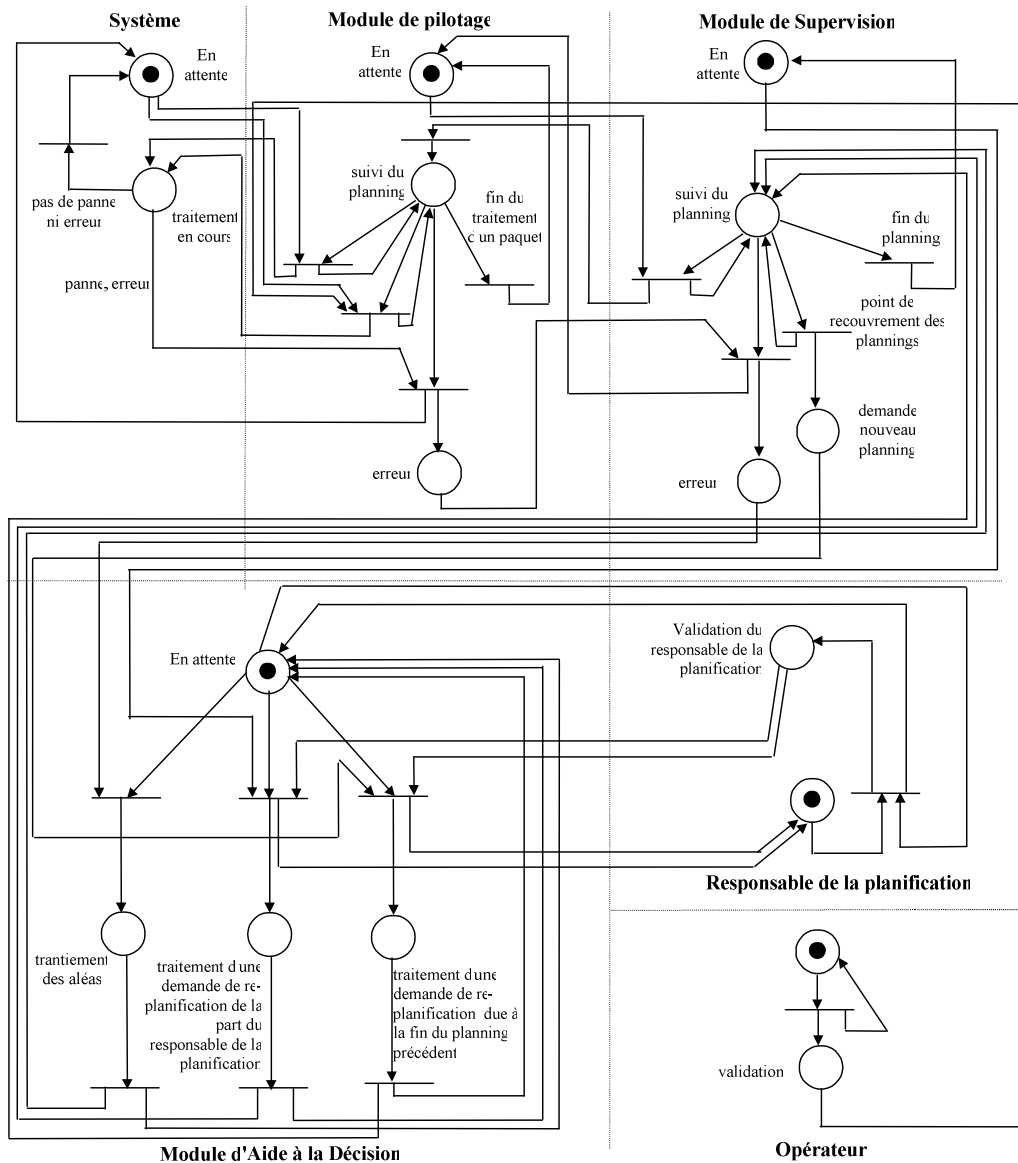 Système
Module de pilotage
Module de Supervision
En
attente
En
attente
En
attente
pas de panne
ni erreur
traitement
en cours
panne, erreur
suivi du
planning
fin du
traitement
d'un paquet
erreur
suivi du
planning
fin du
planning
point de
recouvrement des
plannings
demande
nouveau
planning
erreur
En attente
Validation du
responsable de la
planification
Responsable de la planification
trantiement
des aléas
traitement d'une
demande de re-
planification de la
part du
responsable de la
planification
traitement d'une
demande de re-
planification due à
la fin du planning
précédent
validation
Module d'Aide à la Décision
Opérateur